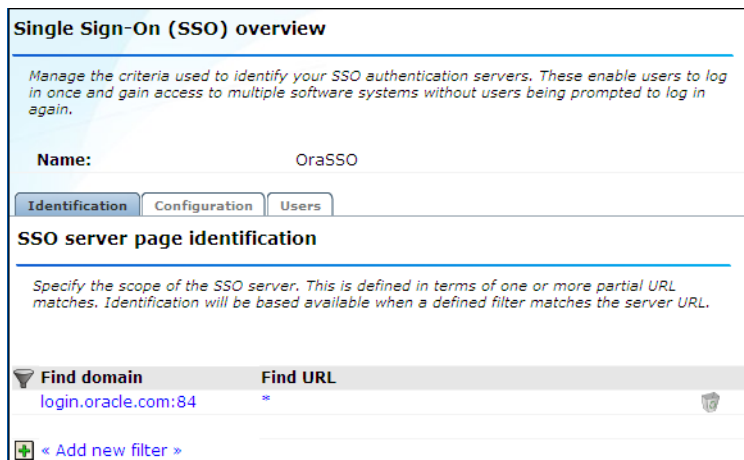 Single Sign-On (SSO) overview
Manage the criteria used to identify your SSO authentication servers. These enable users to log
in once and gain access to multiple software systems without users being prompted to log in
again.
Name: OraSSO
Identification Configuration Users
SSO server page identification
Specify the scope of the SSO server. This is defined in terms of one or more partial URL
matches. Identification will be based available when a defined filter matches the server URL.
Find domain Find URL
login.oracle.com:84 *
« Add new filter »